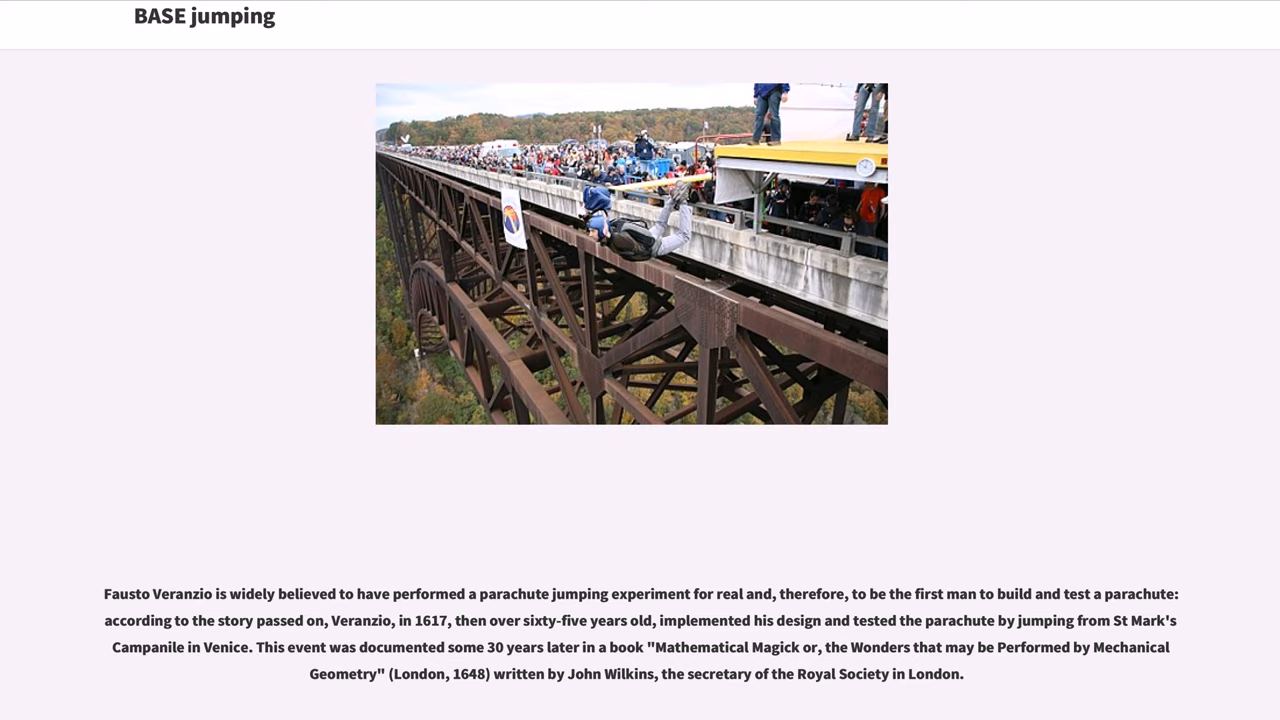 BASE jumping
Fausto Veranzio is widely believed to have performed a parachute jumping experiment for real and, therefore, to be the first man to build and test a parachute:
according to the story passed on, Veranzio, in 1617, then over sixty-five years old, implemented his design and tested the parachute by jumping from St Mark's
Campanile in Venice. This event was documented some 30 years later in a book "Mathematical Magick or, the Wonders that may be Performed by Mechanical
Geometry" (London, 1648) written by John Wilkins, the secretary of the Royal Society in London.